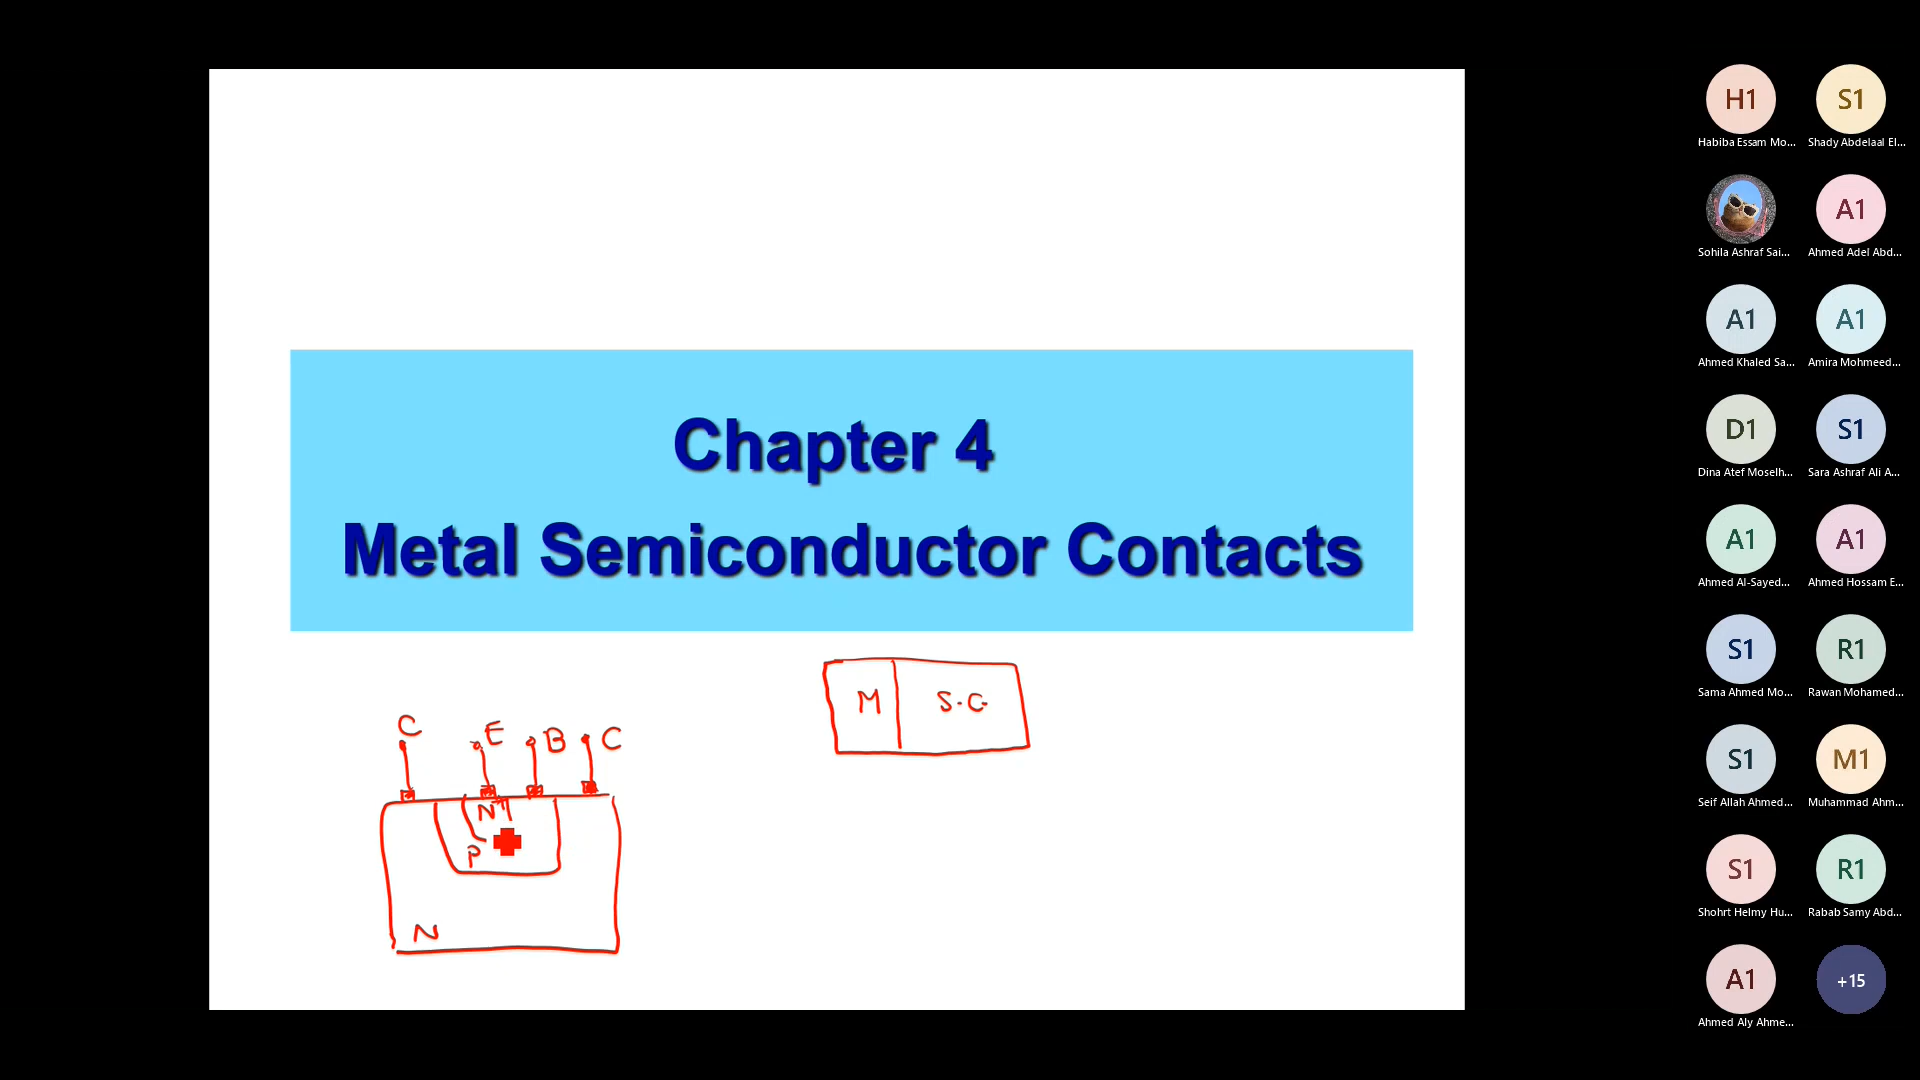 Chapter 4
Metal Semiconductor Contacts
M
S.C.
C
E
B
C
N+
P
N
H1
S1
Habiba Essam Mo...
Shady Abdelaal El...
A1
Sohila Ashraf Sai...
Ahmed Adel Abd...
A1
A1
Ahmed Khaled Sa...
Amira Mohmeed...
D1
S1
Dina Atef Moselh...
Sara Ashraf Ali A...
A1
A1
Ahmed Al-Sayed...
Ahmed Hossam E...
S1
R1
Sama Ahmed Mo...
Rawan Mohamed...
S1
M1
Seif Allah Ahmed...
Muhammad Ahm...
S1
R1
Shohrt Helmy Hu...
Rabab Samy Abd...
A1
+15
Ahmed Aly Ahme...